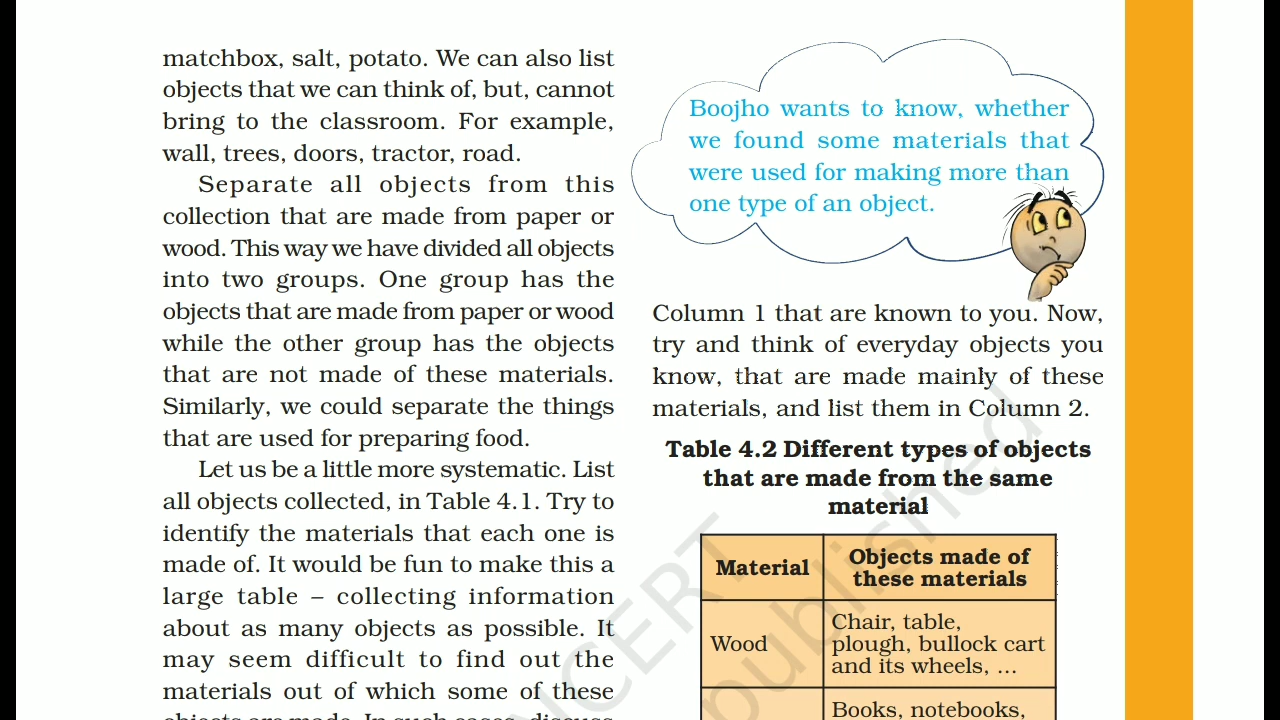 matchbox, salt, potato. We can also list
objects that we can think of, but, cannot
bring to the classroom. For example,
wall, trees, doors, tractor, road.
Separate all objects from this
collection that are made from paper or
wood. This way we have divided all objects
into two groups. One group has the
objects that are made from paper or wood
while the other group has the objects
that are not made of these materials.
Similarly, we could separate the things
that are used for preparing food.
Let us be a little more systematic. List
all objects collected, in Table 4.1. Try to
identify the materials that each one is
made of. It would be fun to make this a
large table – collecting information
about as many objects as possible. It
may seem difficult to find out the
materials out of which some of these
objects are made. In such cases, discuss
Boojho wants to know, whether
we found some materials that
were used for making more than
one type of an object.
Column 1 that are known to you. Now,
try and think of everyday objects you
know, that are made mainly of these
materials, and list them in Column 2.
Table 4.2 Different types of objects
that are made from the same
material
Material
Objects made of
these materials
Wood
Chair, table,
plough, bullock cart
and its wheels, ...
Books, notebooks,
NCERT
published